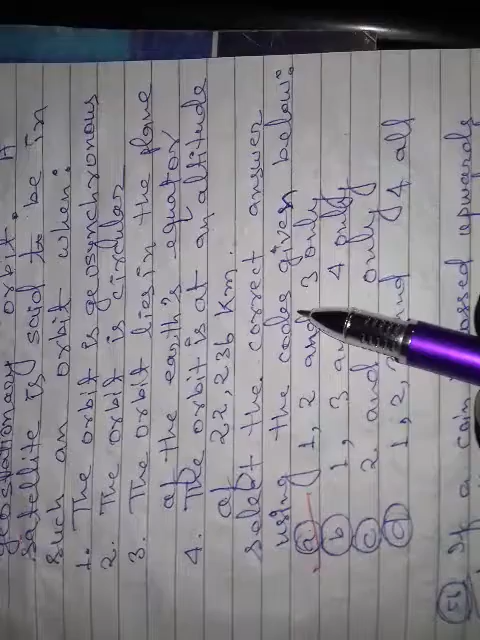 geostationary orbit. A
satellite is said to be in
such an orbit when:
1. The orbit is geosynchronous
2. The orbit is circular
3. The orbit lies in the plane
of the earth's equator
4. The orbit is at an altitude
of 22,236 km.
Select the correct answer
using the codes given below:
(a) 1, 2 and 3 only
(b) 1, 3 and 4 only
(c) 2 and 4 only
(d) 1, 2, 3 and 4 all
(56) If a coin is tossed upwards